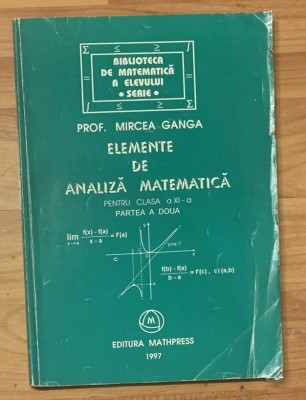 BIBLIOTECA
DE MATEMATICĂ
A ELEVULUI
• SERIE •
PROF. MIRCEA GANGA
ELEMENTE
DE
ANALIZĂ MATEMATICĂ
PENTRU CLASA a XI - a
PARTEA A DOUA
lim f(x) - f(a) / x - a = f'(a)
x→a
y=x-1
c
f(b) - f(a) / b - a = f'(c) , c∈(a,b)
M
EDITURA MATHPRESS
1997